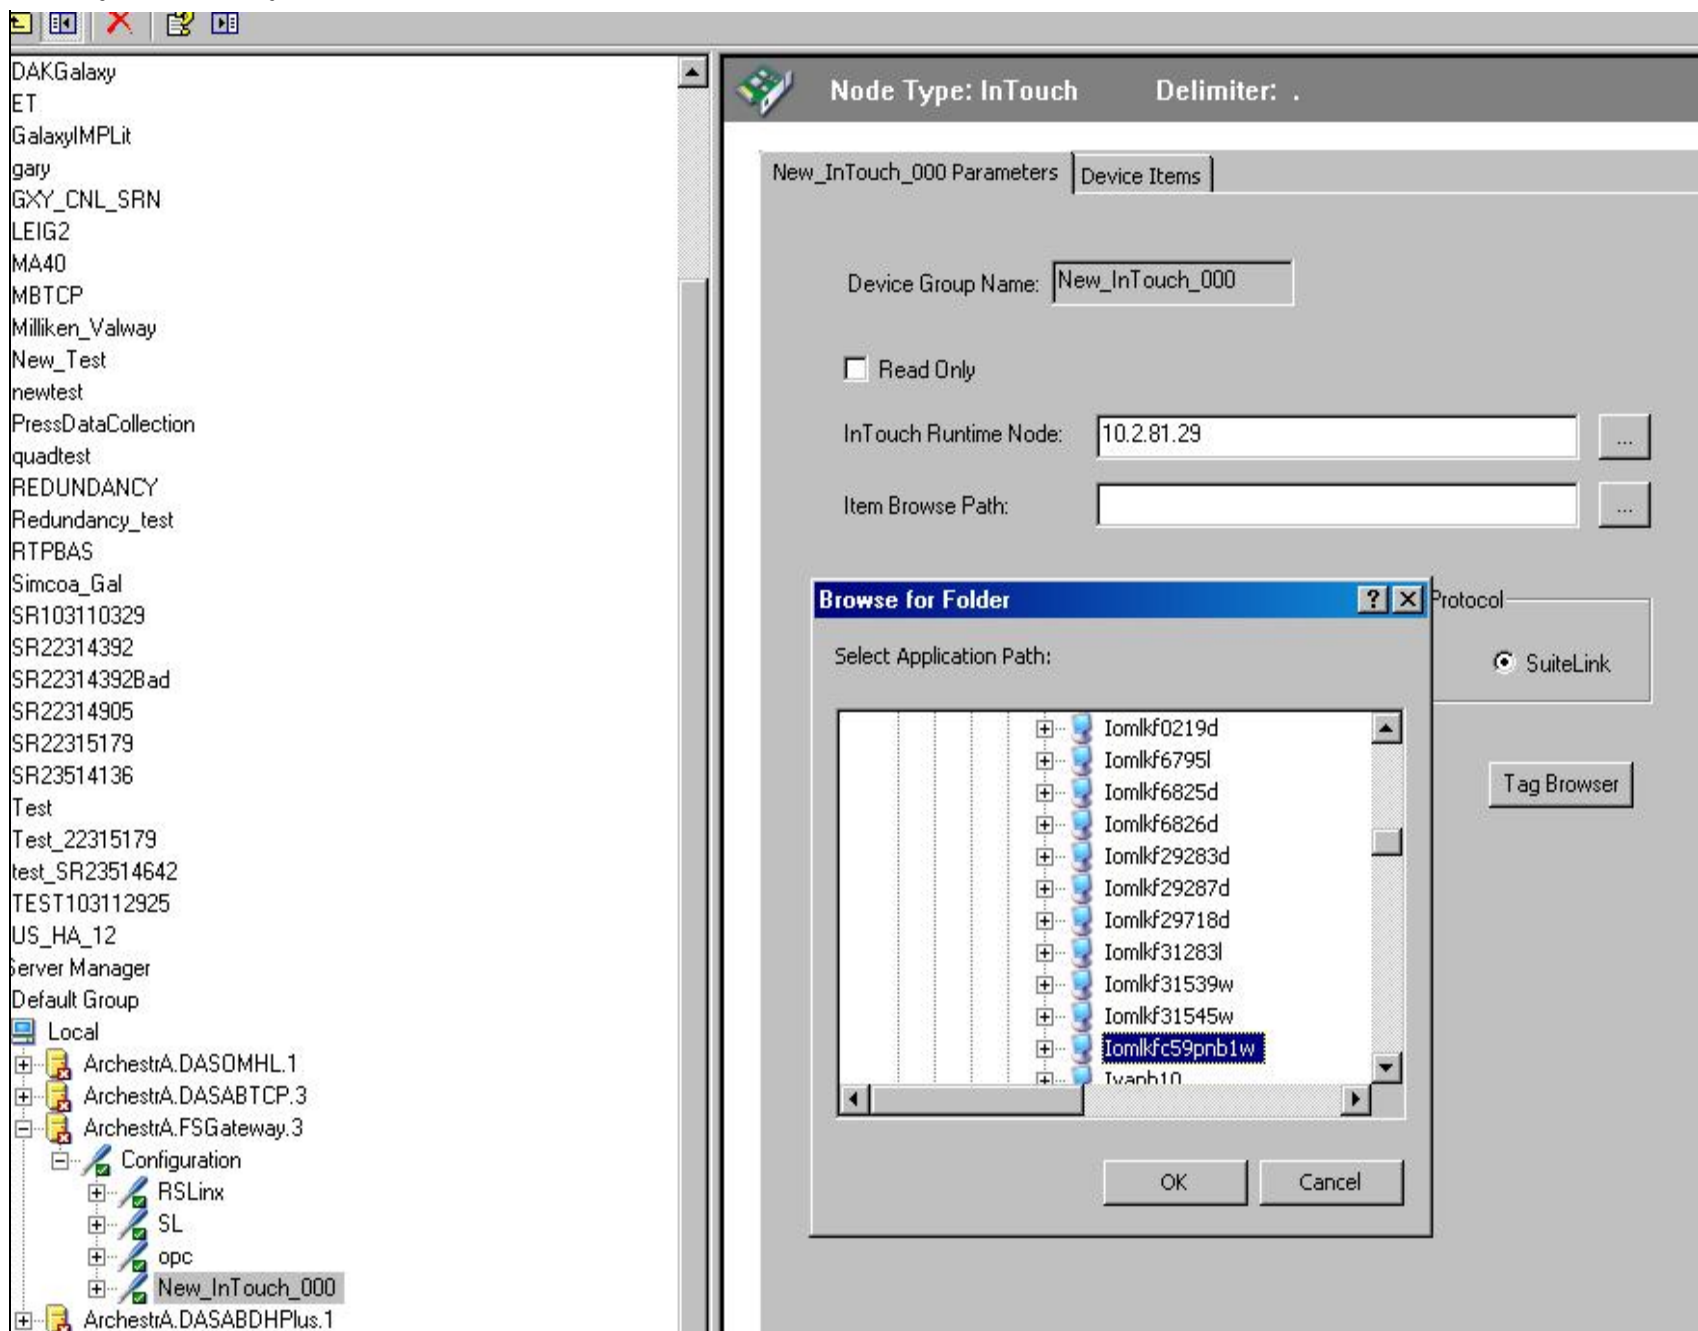 DAKGalaxy
ET
GalaxyIMPLit
gary
GXY_CNL_SRN
LEIG2
MA40
MBTCP
Milliken_Valway
New_Test
newtest
PressDataCollection
quadtest
REDUNDANCY
Redundancy_test
RTPBAS
Simcoa_Gal
SR103110329
SR22314392
SR22314392Bad
SR22314905
SR22315179
SR23514136
Test
Test_22315179
test_SR23514642
TEST103112925
US_HA_12
Server Manager
Default Group
Local
ArchestrA.DASOMHL.1
ArchestrA.DASABTCP.3
ArchestrA.FSGateway.3
Configuration
RSLinx
SL
opc
New_InTouch_000
ArchestrA.DASABDHPlus.1
Node Type: InTouch Delimiter: .
New_InTouch_000 Parameters Device Items
Device Group Name: New_InTouch_000
Read Only
InTouch Runtime Node: 10.2.81.29 ...
Item Browse Path: ...
Protocol
SuiteLink
Tag Browser
Browse for Folder ? X
Select Application Path:
Iomlkf0219d
Iomlkf6795l
Iomlkf6825d
Iomlkf6826d
Iomlkf29283d
Iomlkf29287d
Iomlkf29718d
Iomlkf31283l
Iomlkf31539w
Iomlkf31545w
Iomlkfc59pnb1w
OK Cancel